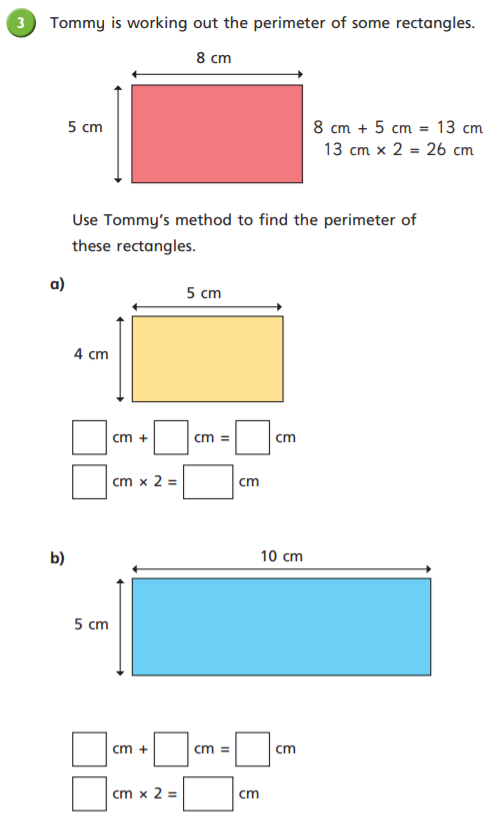 3 Tommy is working out the perimeter of some rectangles.
8 cm
5 cm
8 cm + 5 cm = 13 cm
13 cm × 2 = 26 cm
Use Tommy's method to find the perimeter of
these rectangles.
a)
5 cm
4 cm
cm + cm = cm
cm × 2 = cm
b)
10 cm
5 cm
cm + cm = cm
cm × 2 = cm